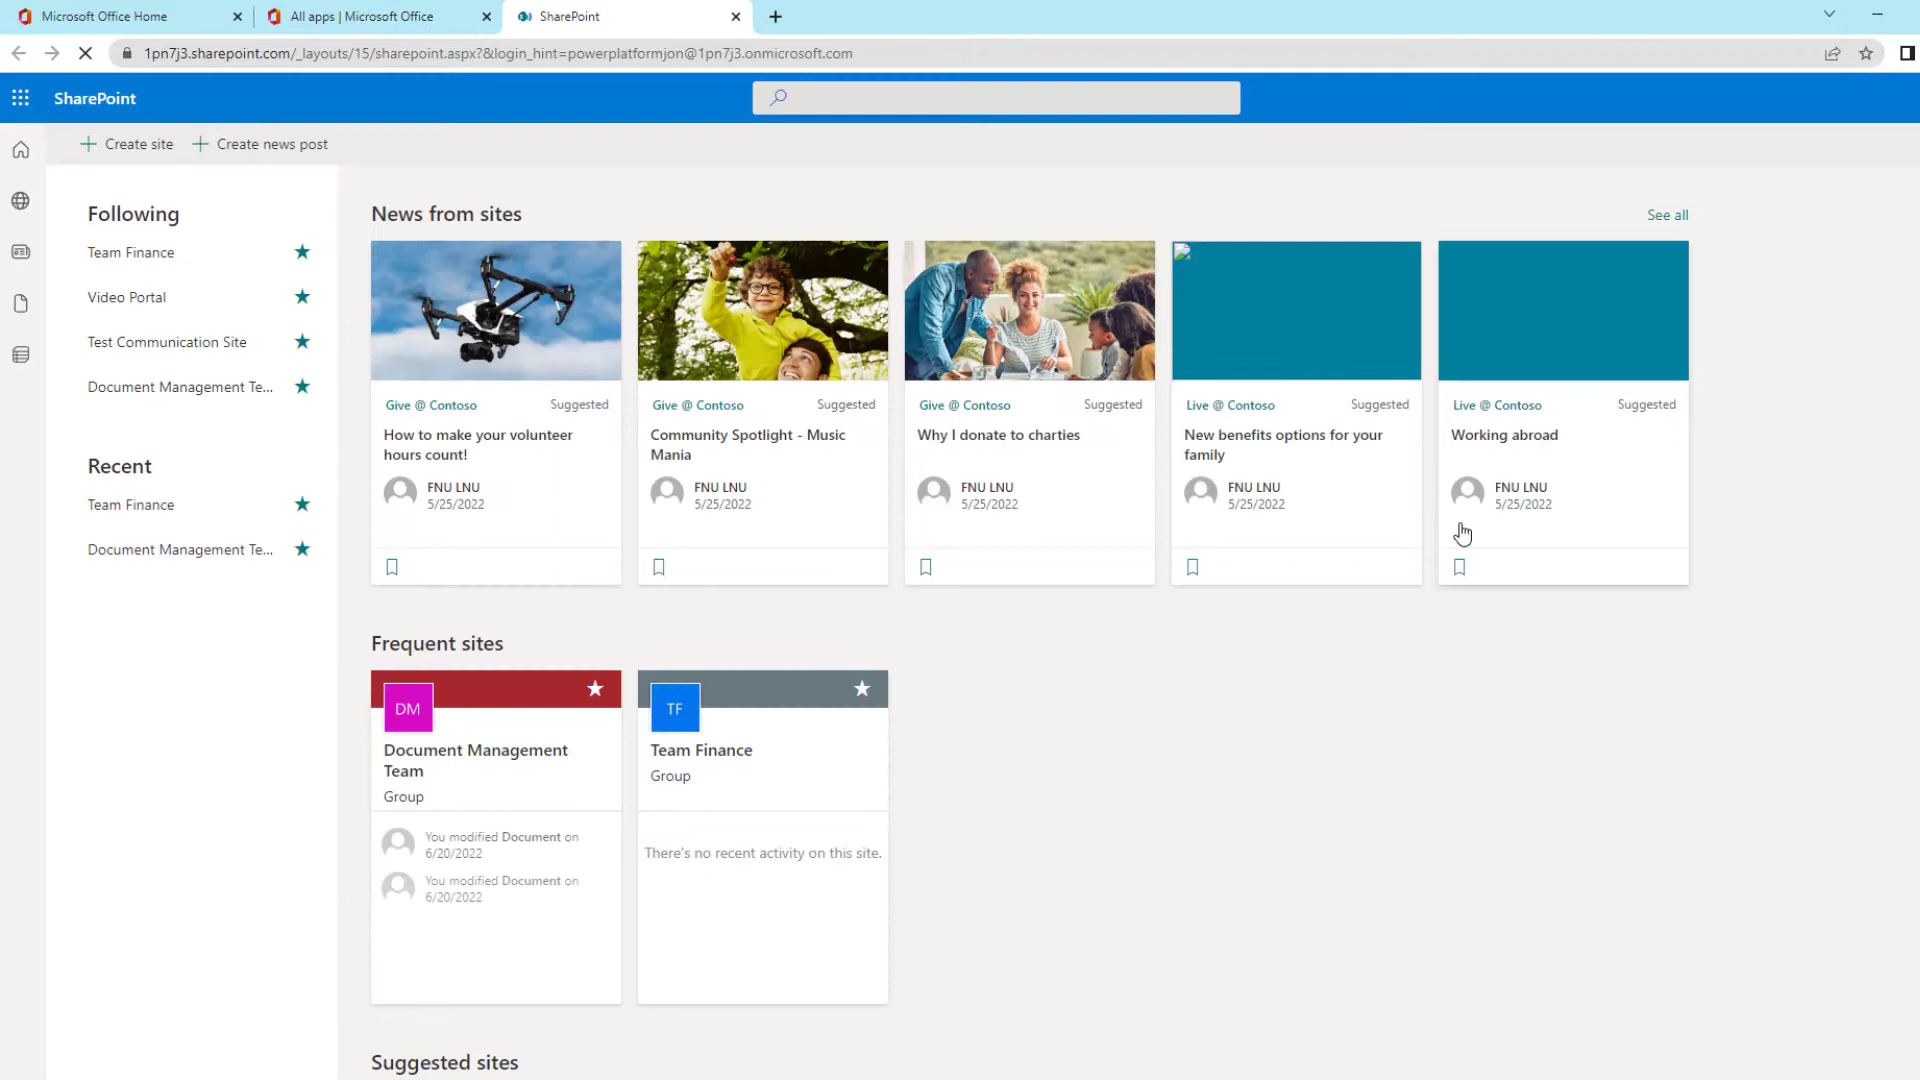 Microsoft Office Home
All apps | Microsoft Office
SharePoint
1pn7j3.sharepoint.com/_layouts/15/sharepoint.aspx?&login_hint=powerplatformjon@1pn7j3.onmicrosoft.com
SharePoint
Create site
Create news post
Following
Team Finance
Video Portal
Test Communication Site
Document Management Te...
Recent
Team Finance
Document Management Te...
News from sites
See all
Give @ Contoso
Suggested
How to make your volunteer
hours count!
FNU LNU
5/25/2022
Give @ Contoso
Suggested
Community Spotlight - Music
Mania
FNU LNU
5/25/2022
Give @ Contoso
Suggested
Why I donate to charties
FNU LNU
5/25/2022
Live @ Contoso
Suggested
New benefits options for your
family
FNU LNU
5/25/2022
Live @ Contoso
Suggested
Working abroad
FNU LNU
5/25/2022
Frequent sites
DM
Document Management
Team
Group
You modified Document on
6/20/2022
You modified Document on
6/20/2022
TF
Team Finance
Group
There's no recent activity on this site.
Suggested sites